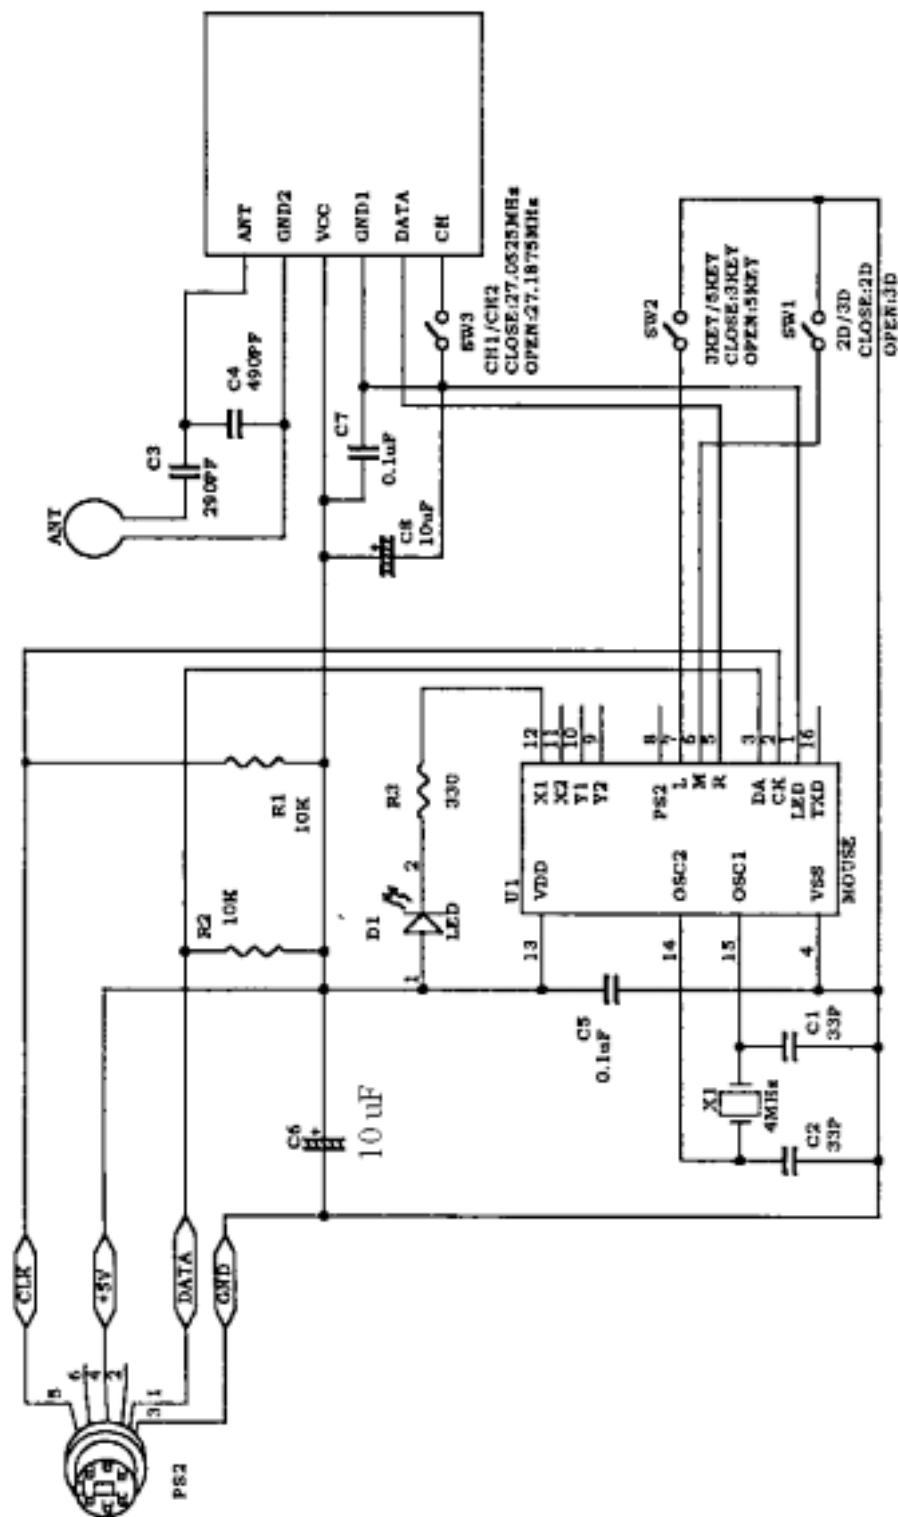 ANT
GND2
VCC
GND1
DATA
CH
ANT
C3
290PF
C4
490PF
C7
0.1uF
C8
+
10uF
SW3
CH1/CH2
CLOSE:27.0525MHz
OPEN:27.1875MHz
SW2
3KEY/5KEY
CLOSE:3KEY
OPEN:5KEY
SW1
2D/3D
CLOSE:2D
OPEN:3D
R1
10K
R2
10K
R3
330
D1
LED
1
2
U1
MOUSE
VDD
OSC2
OSC1
VSS
X1
X2
Y1
Y2
PS2
L
M
R
DA
CK
LED
TXD
12
11
10
9
8
7
6
5
3
2
1
16
13
14
15
4
C5
0.1uF
C1
33P
X1
4MHz
C2
33P
C6
+
10uF
CLK
+5V
DATA
GND
5
6
4
2
1
3
PS2